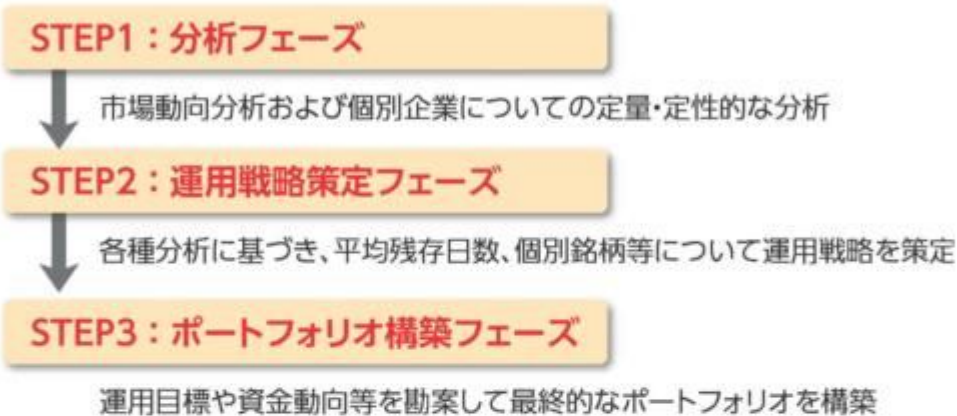 STEP1：分析フェーズ
市場動向分析および個別企業についての定量・定性的な分析
STEP2：運用戦略策定フェーズ
各種分析に基づき、平均残存日数、個別銘柄等について運用戦略を策定
STEP3：ポートフォリオ構築フェーズ
運用目標や資金動向等を勘案して最終的なポートフォリオを構築